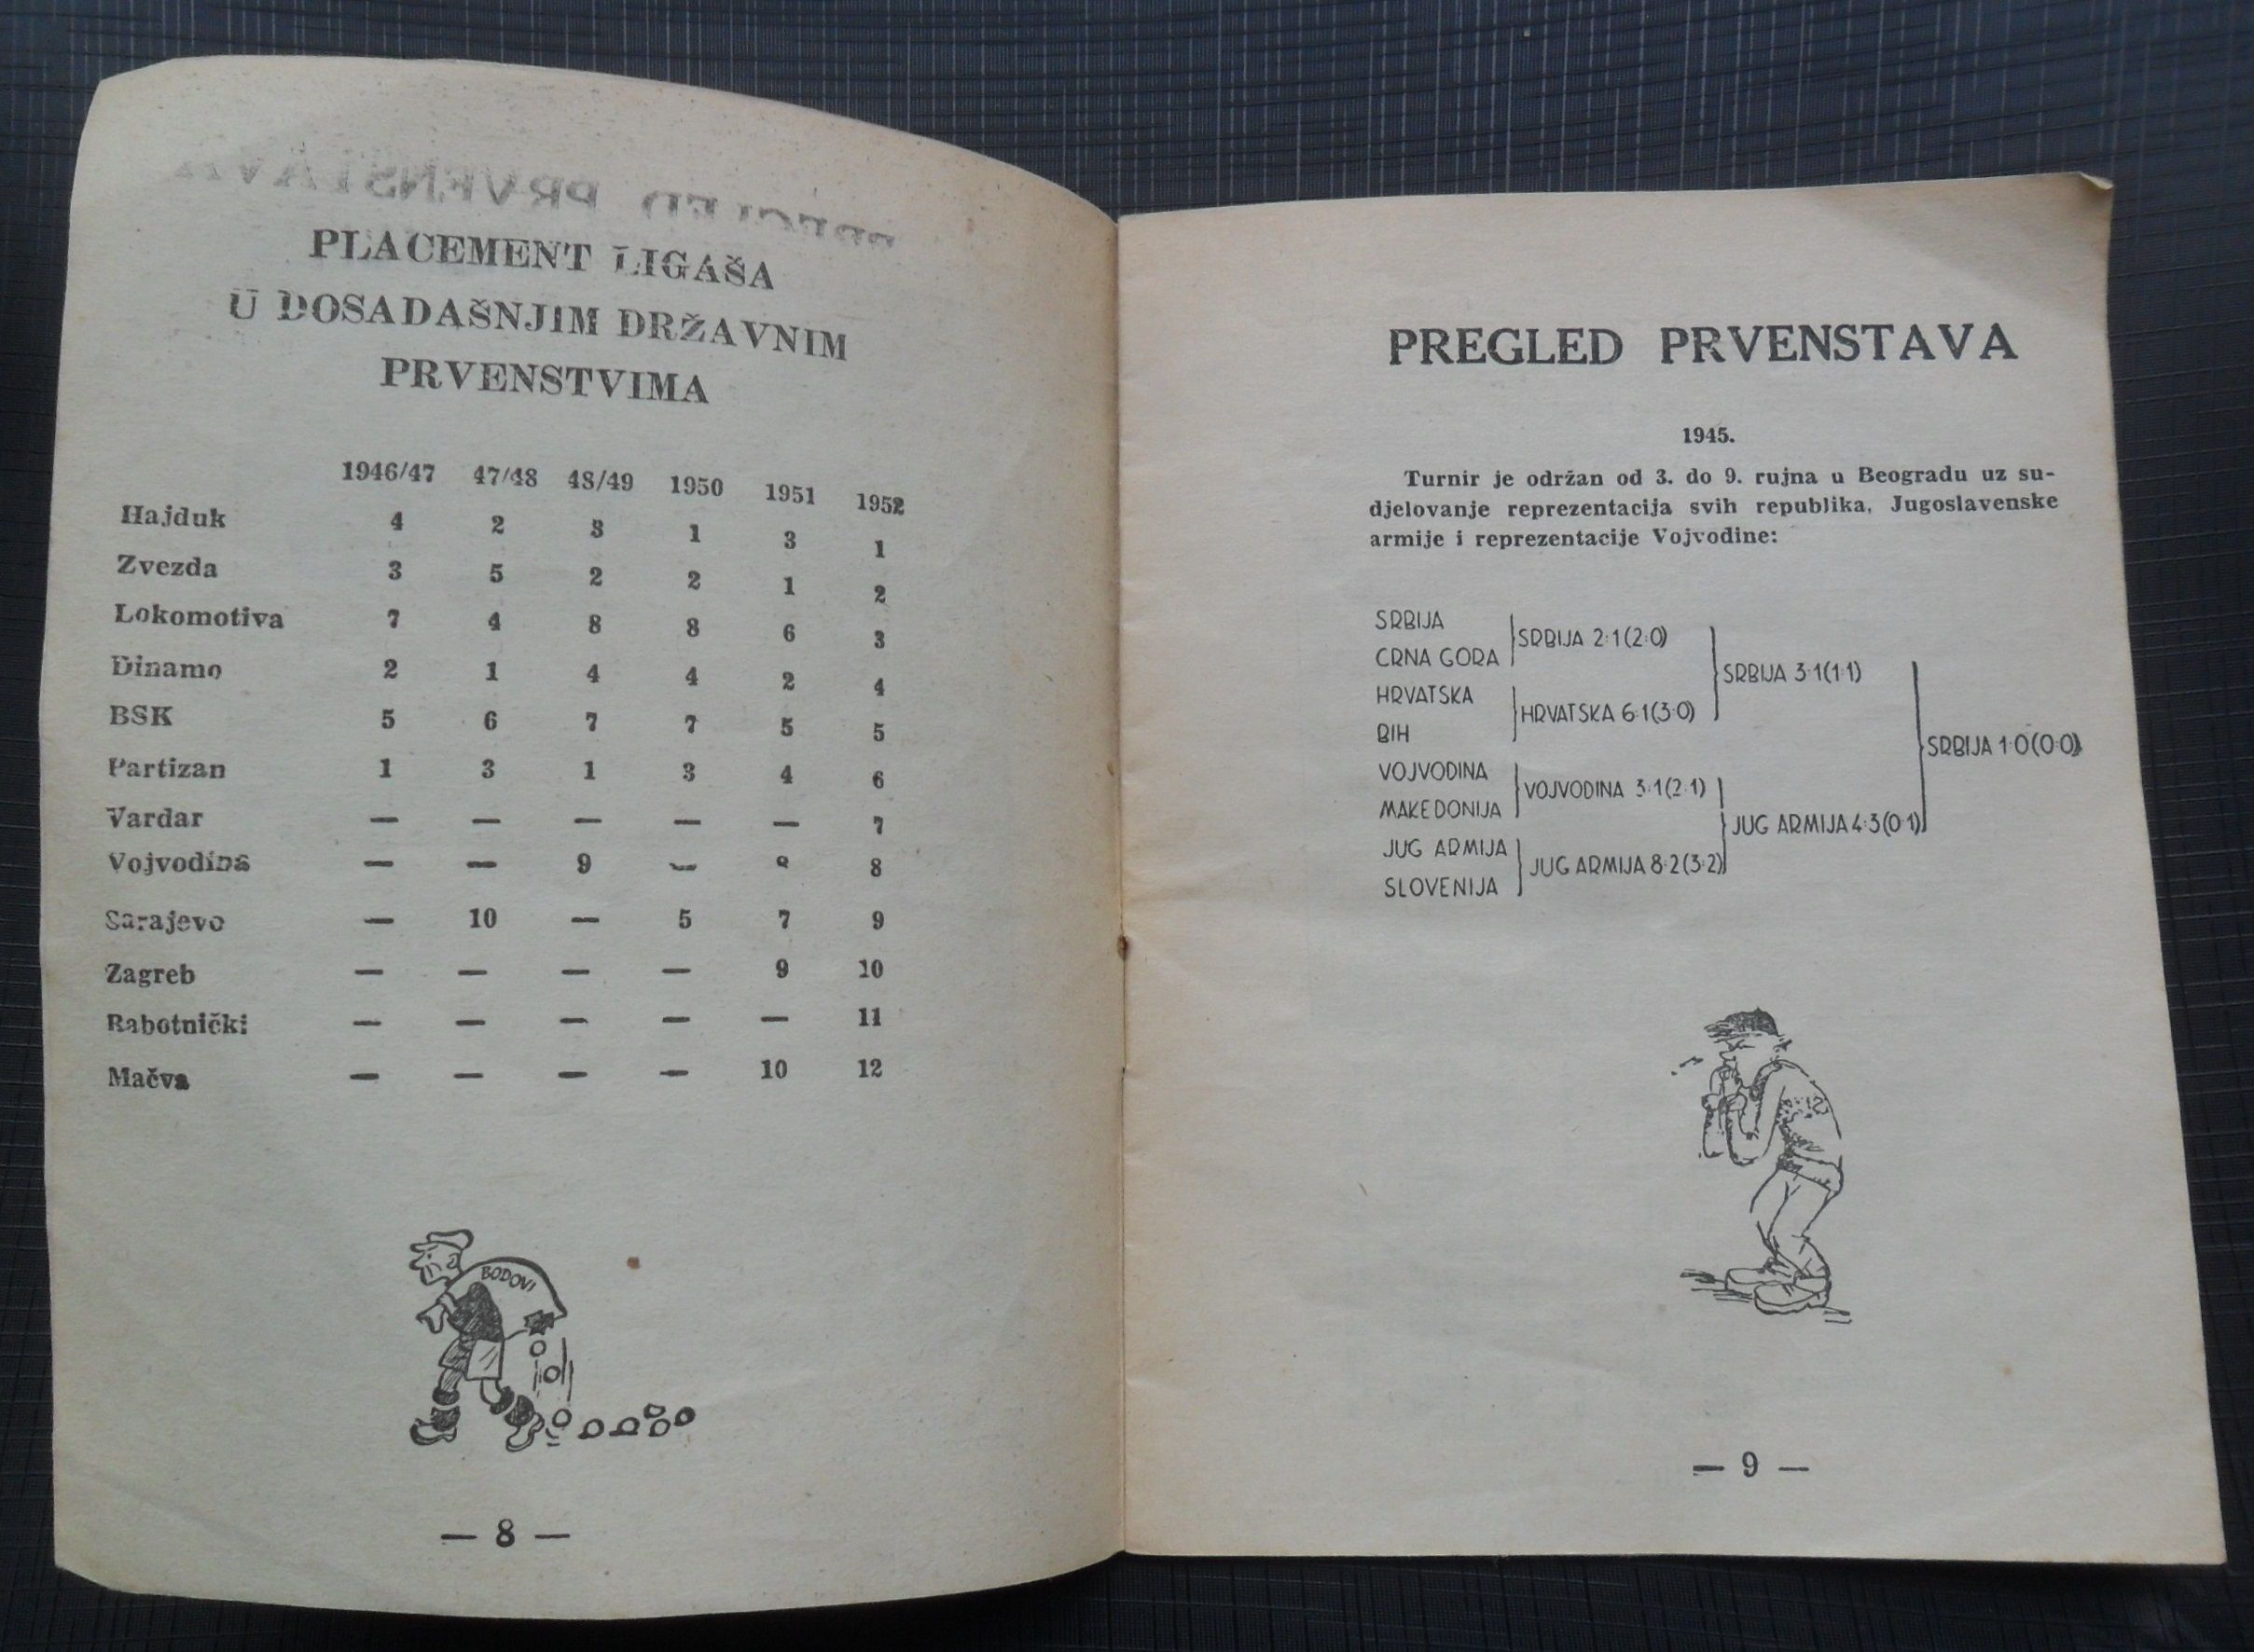 PLACEMENT LIGAŠA
U DOSADAŠNJIM DRŽAVNIM
PRVENSTVIMA
1946/47 47/48 48/49 1950 1951 1952
Hajduk 4 2 3 1 3 1
Zvezda 3 5 2 2 1 2
Lokomotiva 7 4 8 8 6 3
Dinamo 2 1 4 4 2 4
BSK 5 6 7 7 5 5
Partizan 1 3 1 3 4 6
Vardar — — — — — 7
Vojvodina — — 9 — 8 8
Sarajevo — 10 — 5 7 9
Zagreb — — — — 9 10
Rabotnički — — — — — 11
Mačva — — — — 10 12
BODOVI
— 8 —
PREGLED PRVENSTAVA
1945.
Turnir je održan od 3. do 9. rujna u Beogradu uz su-
djelovanje reprezentacija svih republika, Jugoslavenske
armije i reprezentacije Vojvodine:
SRBIJA
CRNA GORA
HRVATSKA
BIH
VOJVODINA
MAKEDONIJA
JUG ARMIJA
SLOVENIJA
SRBIJA 2:1(2:0)
HRVATSKA 6:1(3:0)
VOJVODINA 3:1(2:1)
JUG ARMIJA 8:2(3:2)
SRBIJA 3:1(1:1)
JUG ARMIJA 4:3(0:1)
SRBIJA 1:0(0:0)
— 9 —